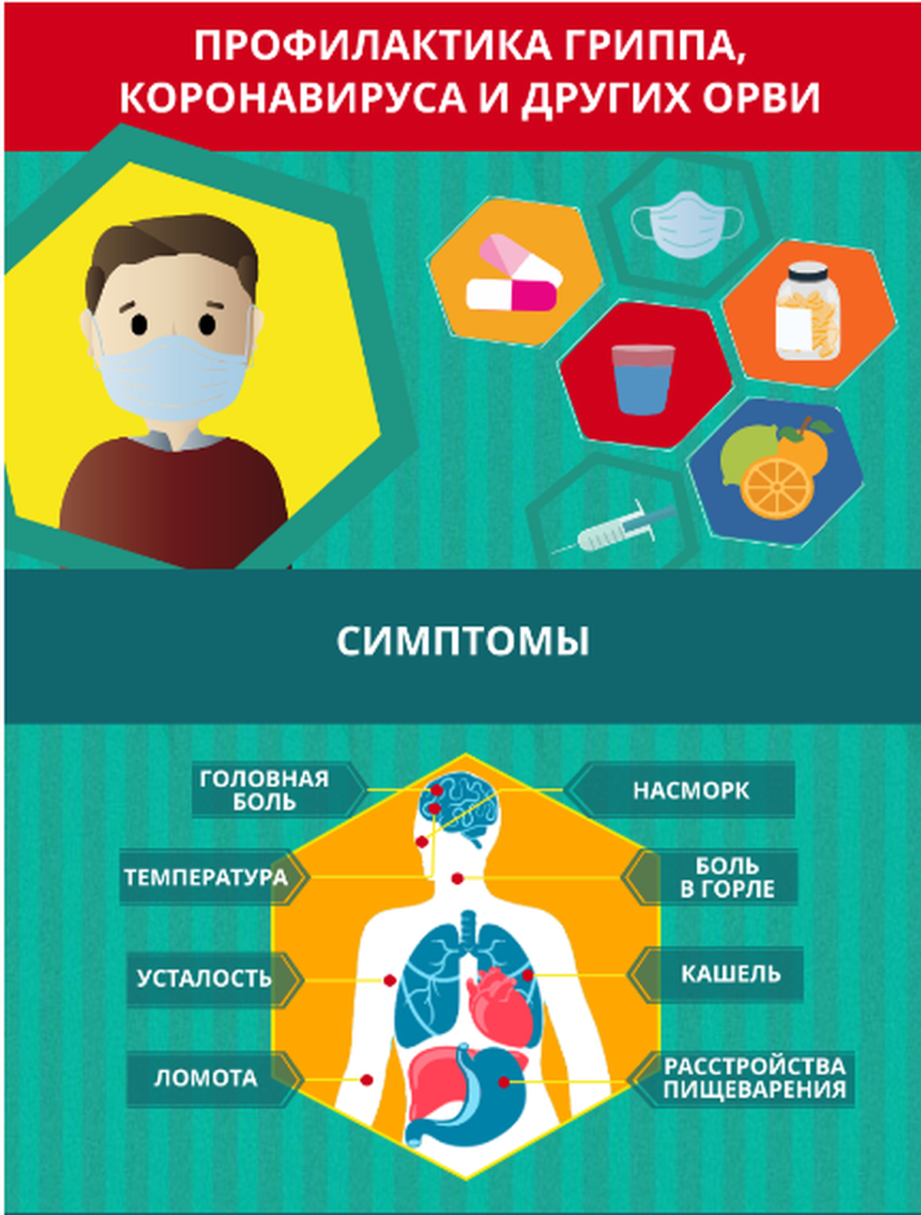 ПРОФИЛАКТИКА ГРИППА,
КОРОНАВИРУСА И ДРУГИХ ОРВИ
СИМПТОМЫ
ГОЛОВНАЯ
БОЛЬ
НАСМОРК
ТЕМПЕРАТУРА
БОЛЬ
В ГОРЛЕ
УСТАЛОСТЬ
КАШЕЛЬ
ЛОМОТА
РАССТРОЙСТВА
ПИЩЕВАРЕНИЯ